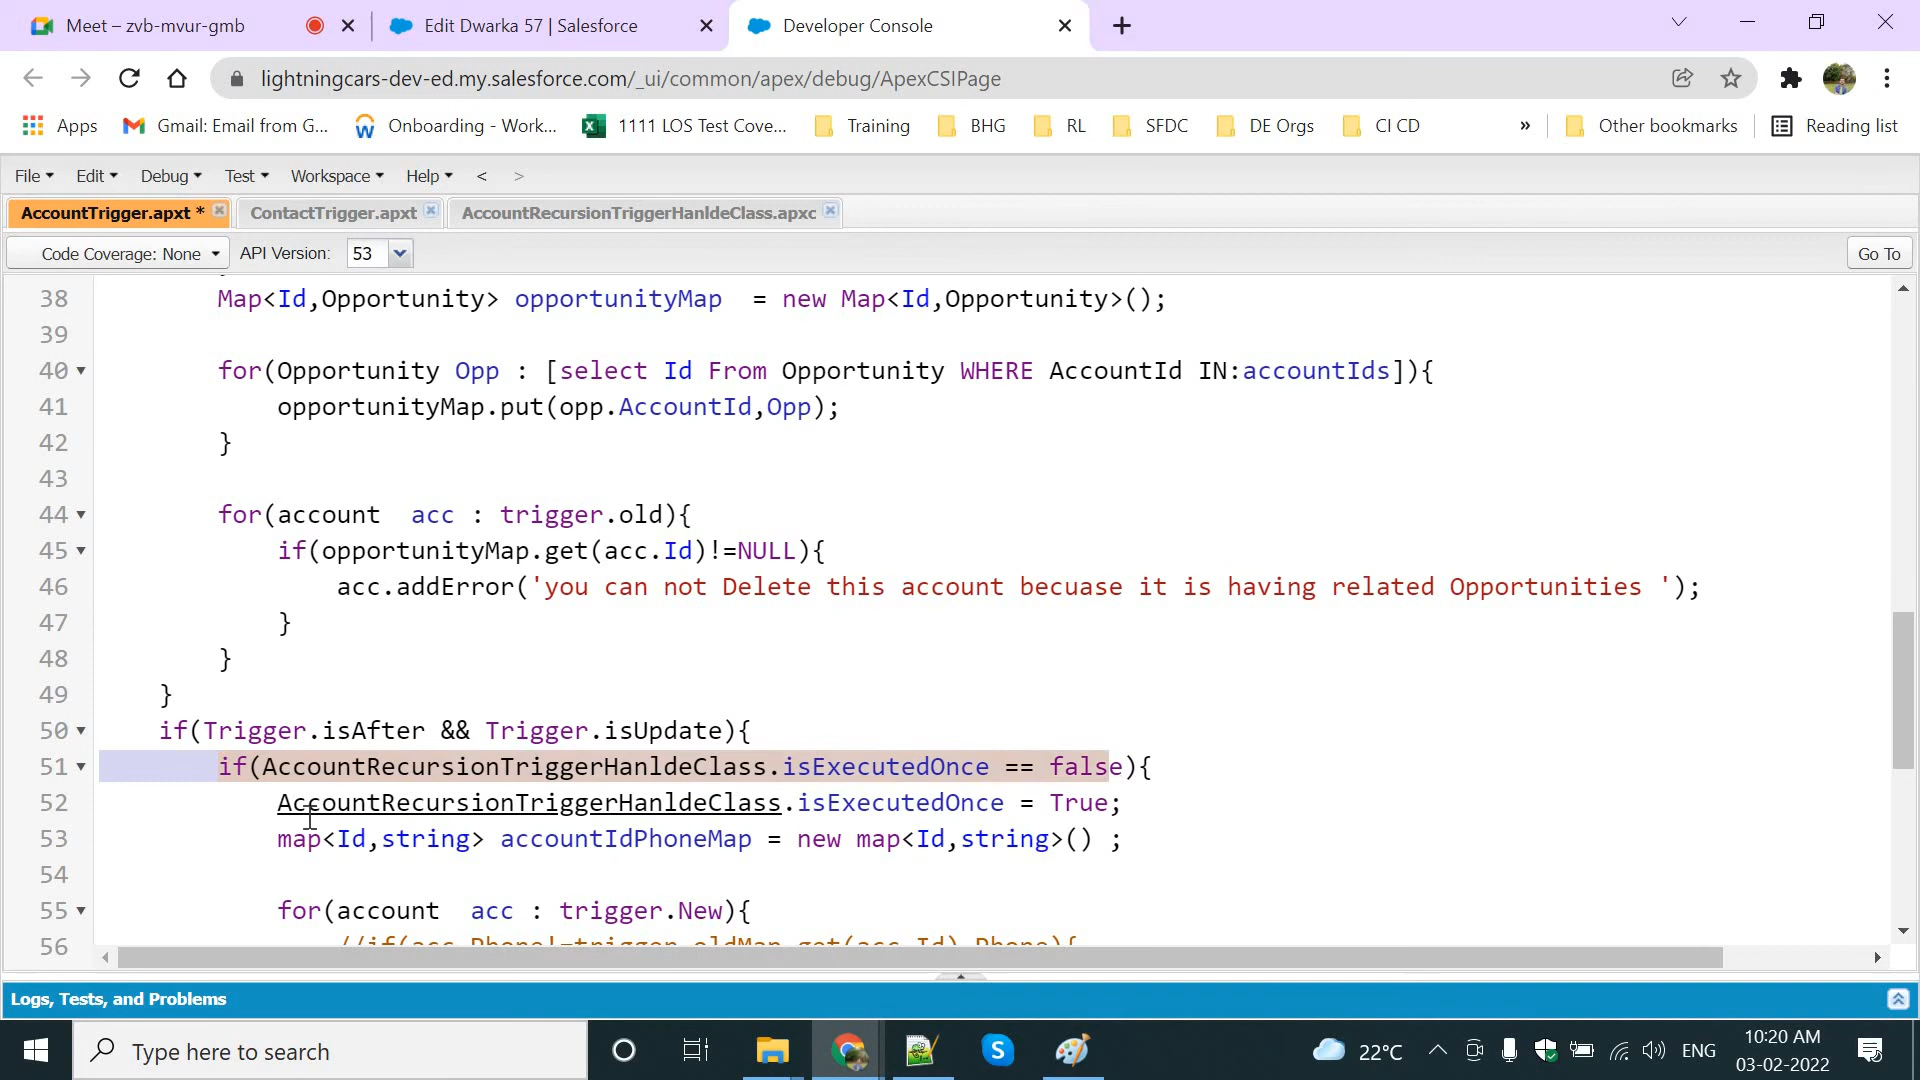 Meet – zvb-mvur-gmb
Edit Dwarka 57 | Salesforce
Developer Console
lightningcars-dev-ed.my.salesforce.com/_ui/common/apex/debug/ApexCSIPage
Apps
Gmail: Email from G...
Onboarding - Work...
1111 LOS Test Cove...
Training
BHG
RL
SFDC
DE Orgs
CI CD
»
Other bookmarks
Reading list
File
Edit
Debug
Test
Workspace
Help
<
>
AccountTrigger.apxt *
ContactTrigger.apxt
AccountRecursionTriggerHanldeClass.apxc
Code Coverage: None
API Version:
53
Go To
38 Map<Id,Opportunity> opportunityMap = new Map<Id,Opportunity>();
39
40 for(Opportunity Opp : [select Id From Opportunity WHERE AccountId IN:accountIds]){
41 opportunityMap.put(opp.AccountId,Opp);
42 }
43
44 for(account acc : trigger.old){
45 if(opportunityMap.get(acc.Id)!=NULL){
46 acc.addError('you can not Delete this account becuase it is having related Opportunities ');
47 }
48 }
49 }
50 if(Trigger.isAfter && Trigger.isUpdate){
51 if(AccountRecursionTriggerHanldeClass.isExecutedOnce == false){
52 AccountRecursionTriggerHanldeClass.isExecutedOnce = True;
53 map<Id,string> accountIdPhoneMap = new map<Id,string>() ;
54
55 for(account acc : trigger.New){
56 //if(acc.Phone!=trigger.oldMap.get(acc.Id).Phone){
Logs, Tests, and Problems
Type here to search
22°C
ENG
10:20 AM
03-02-2022